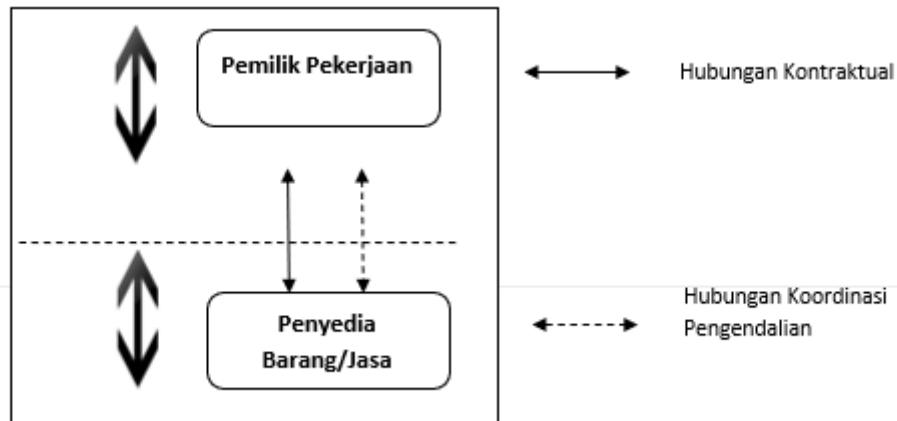 Pemilik Pekerjaan
Hubungan Kontraktual
Penyedia
Barang/Jasa
Hubungan Koordinasi
Pengendalian